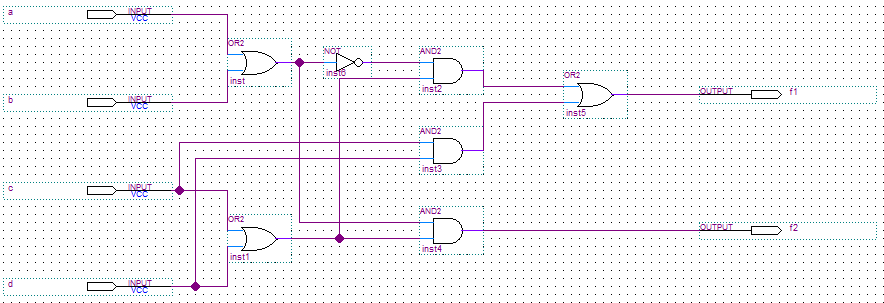 a INPUT
VCC
OR2
inst
NOT
inst6
AND2
inst2
OR2
inst5
OUTPUT f1
b INPUT
VCC
AND2
inst3
c INPUT
VCC
OR2
inst1
AND2
inst4
OUTPUT f2
d INPUT
VCC